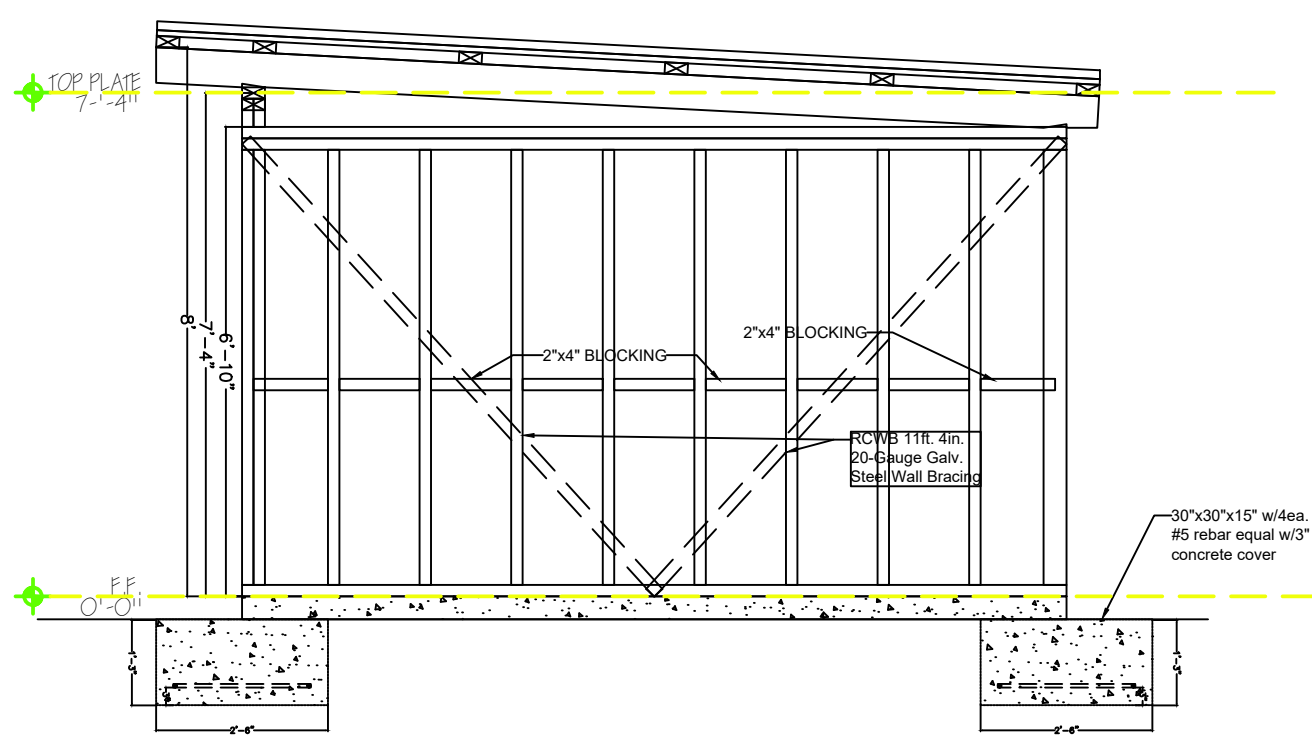 TOP PLATE
7-'-4"
8'
7'-4"
6'-10"
2"x4" BLOCKING
2"x4" BLOCKING
RCWB 11ft. 4in.
20-Gauge Galv.
Steel Wall Bracing
30"x30"x15" w/4ea.
#5 rebar equal w/3"
concrete cover
F.F
0'-0"
1'-3"
2'-6"
1'-3"
2'-6"